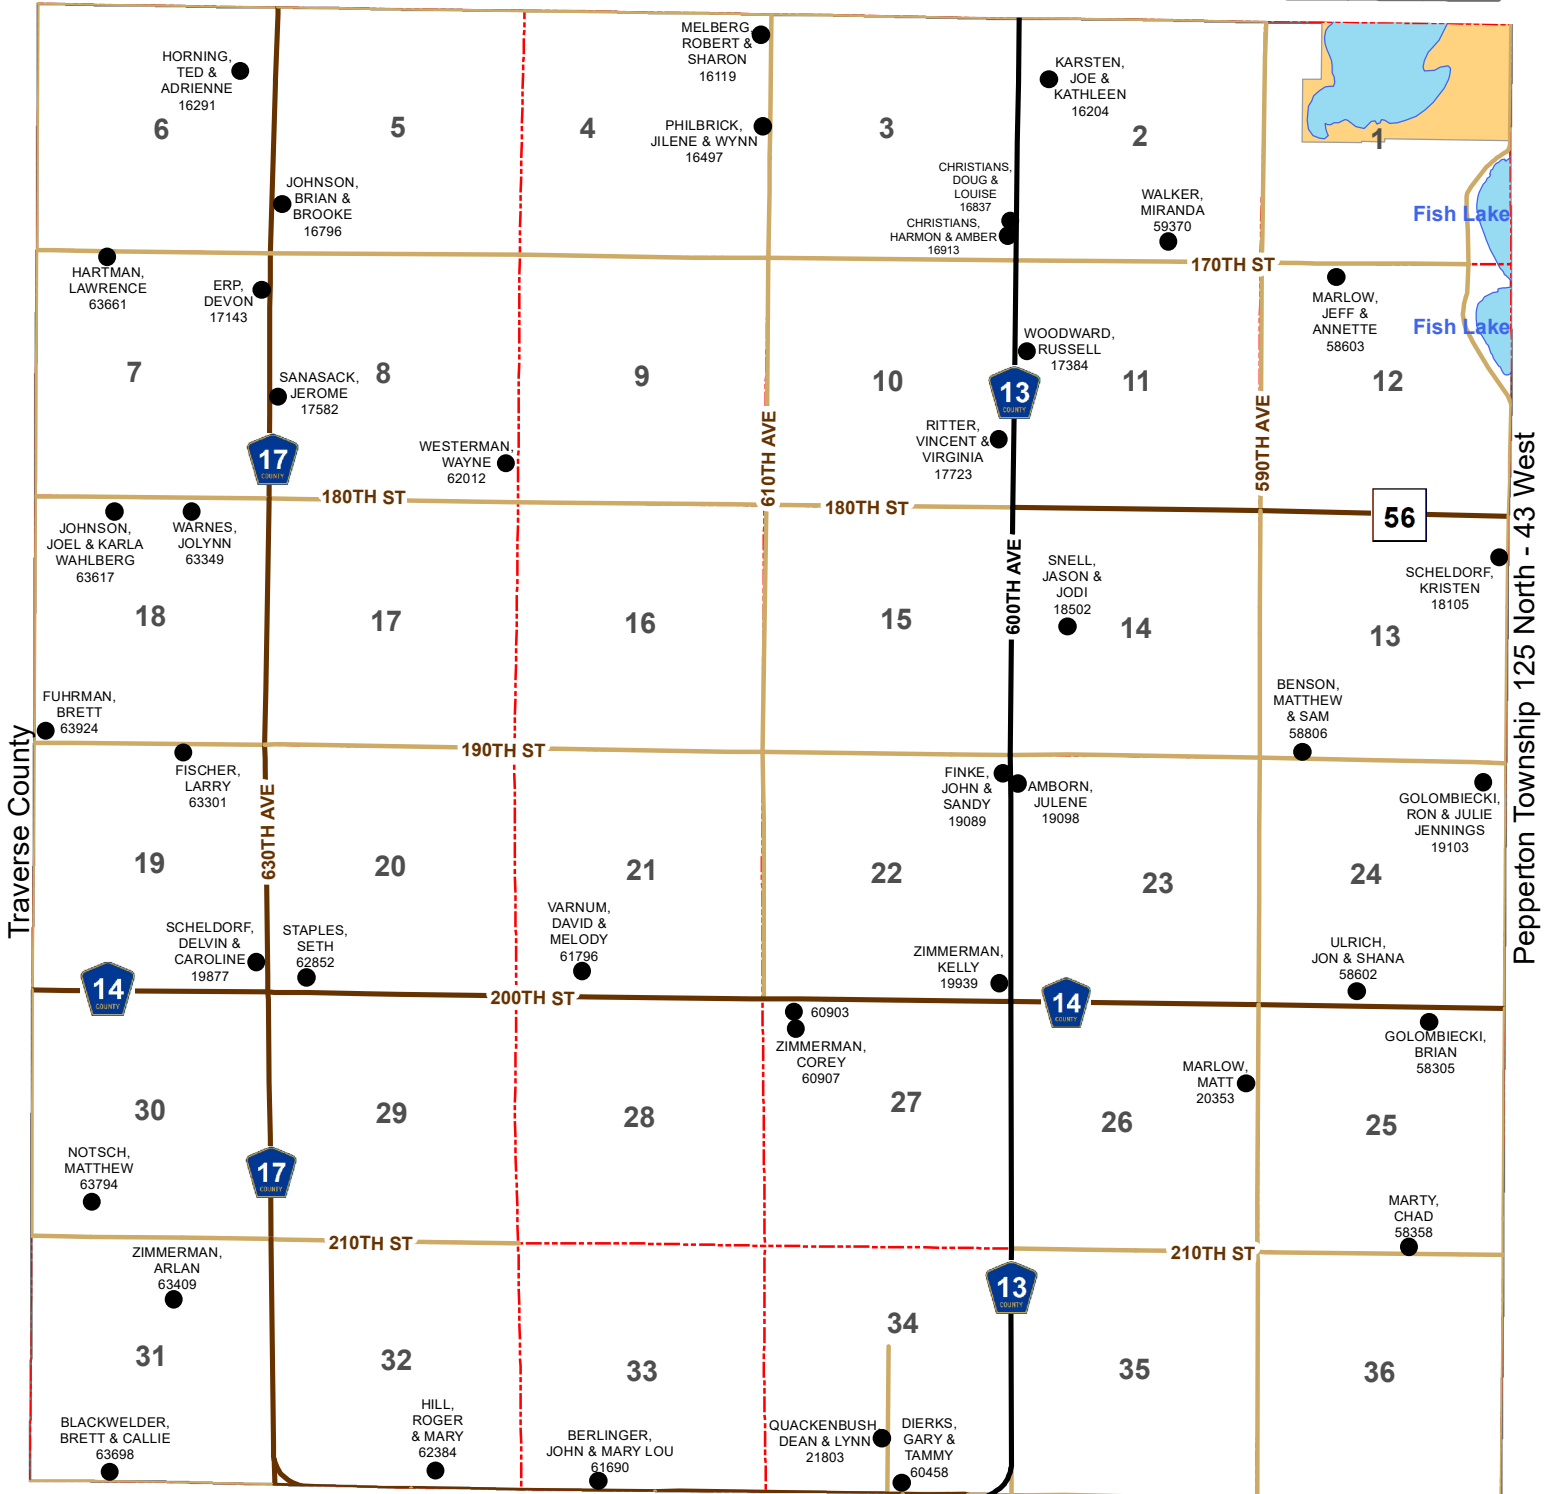 HORNING,
TED &
ADRIENNE
16291
6
5
4
MELBERG,
ROBERT &
SHARON
16119
PHILBRICK,
JILENE & WYNN
16497
3
KARSTEN,
JOE &
KATHLEEN
16204
2
1
JOHNSON,
BRIAN &
BROOKE
16796
CHRISTIANS,
DOUG &
LOUISE
16837
CHRISTIANS,
HARMON & AMBER
16913
WALKER,
MIRANDA
59370
Fish Lake
170TH ST
HARTMAN,
LAWRENCE
63661
ERP,
DEVON
17143
MARLOW,
JEFF &
ANNETTE
58603
Fish Lake
7
8
9
10
WOODWARD,
RUSSELL
17384
11
12
SANASACK,
JEROME
17582
13
COUNTY
610TH AVE
590TH AVE
17
COUNTY
WESTERMAN,
WAYNE
62012
RITTER,
VINCENT &
VIRGINIA
17723
180TH ST
180TH ST
56
JOHNSON,
JOEL & KARLA
WAHLBERG
63617
WARNES,
JOLYNN
63349
600TH AVE
SNELL,
JASON &
JODI
18502
SCHELDORF,
KRISTEN
18105
18
17
16
15
14
13
Pepperton Township 125 North - 43 West
FUHRMAN,
BRETT
63924
BENSON,
MATTHEW
& SAM
58806
Traverse County
190TH ST
FISCHER,
LARRY
63301
630TH AVE
FINKE,
JOHN &
SANDY
19089
AMBORN,
JULENE
19098
GOLOMBIECKI,
RON & JULIE
JENNINGS
19103
19
20
21
22
23
24
SCHELDORF,
DELVIN &
CAROLINE
19877
STAPLES,
SETH
62852
VARNUM,
DAVID &
MELODY
61796
ZIMMERMAN,
KELLY
19939
ULRICH,
JON & SHANA
58602
14
COUNTY
200TH ST
14
COUNTY
60903
ZIMMERMAN,
COREY
60907
GOLOMBIECKI,
BRIAN
58305
MARLOW,
MATT
20353
30
29
28
27
26
25
NOTSCH,
MATTHEW
63794
17
COUNTY
MARTY,
CHAD
58358
210TH ST
210TH ST
ZIMMERMAN,
ARLAN
63409
13
COUNTY
31
32
33
34
35
36
BLACKWELDER,
BRETT & CALLIE
63698
HILL,
ROGER
& MARY
62384
BERLINGER,
JOHN & MARY LOU
61690
QUACKENBUSH,
DEAN & LYNN
21803
DIERKS,
GARY &
TAMMY
60458